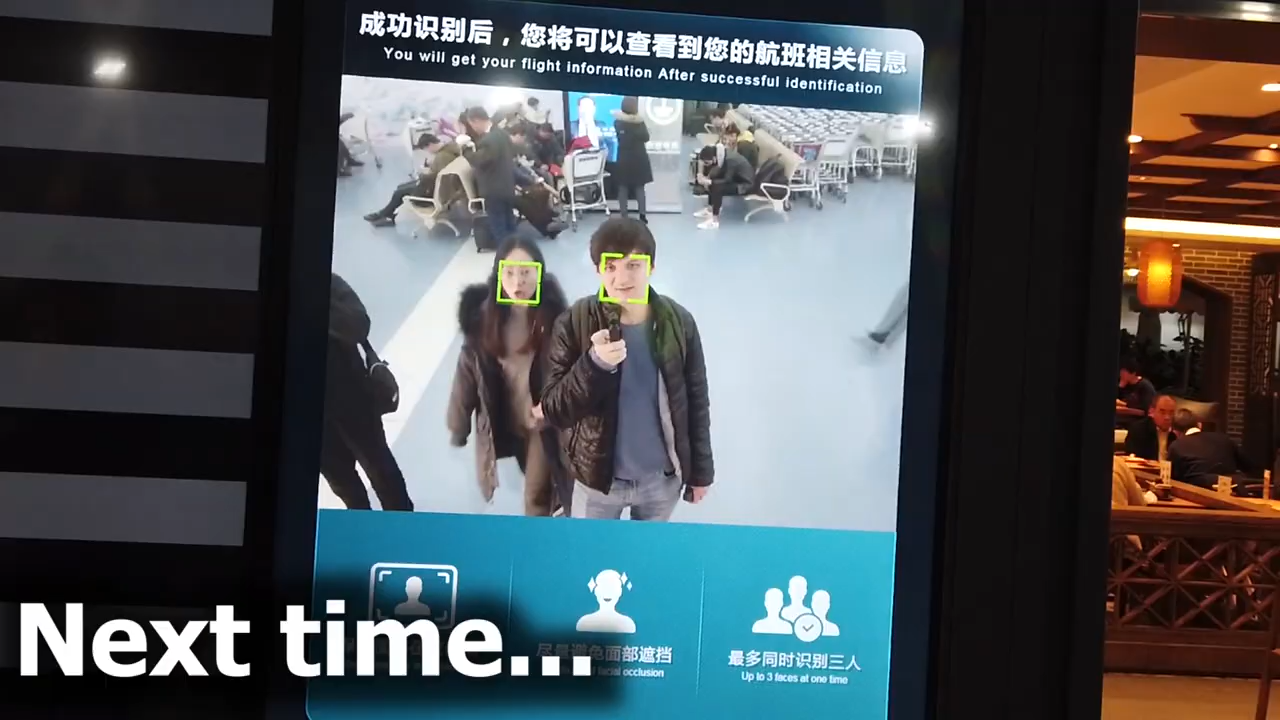 成功识别后，您将可以查看到您的航班相关信息
You will get your flight information After successful identification
Next time...
尽量避免面部遮挡
facial occlusion
最多同时识别三人
Up to 3 faces at one time